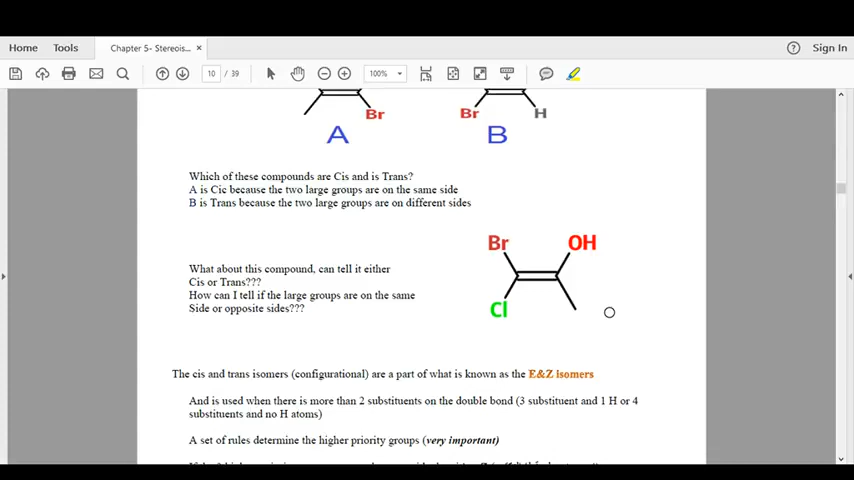 Home Tools Chapter 5- Stereois... × ? Sign In
10 / 39 100%
Br Br H
A B
Which of these compounds are Cis and is Trans?
A is Cic because the two large groups are on the same side
B is Trans because the two large groups are on different sides
Br OH
What about this compound, can tell it either
Cis or Trans???
How can I tell if the large groups are on the same
Side or opposite sides???
Cl
The cis and trans isomers (configurational) are a part of what is known as the E&Z isomers
And is used when there is more than 2 substituents on the double bond (3 substituent and 1 H or 4
substituents and no H atoms)
A set of rules determine the higher priority groups (very important)